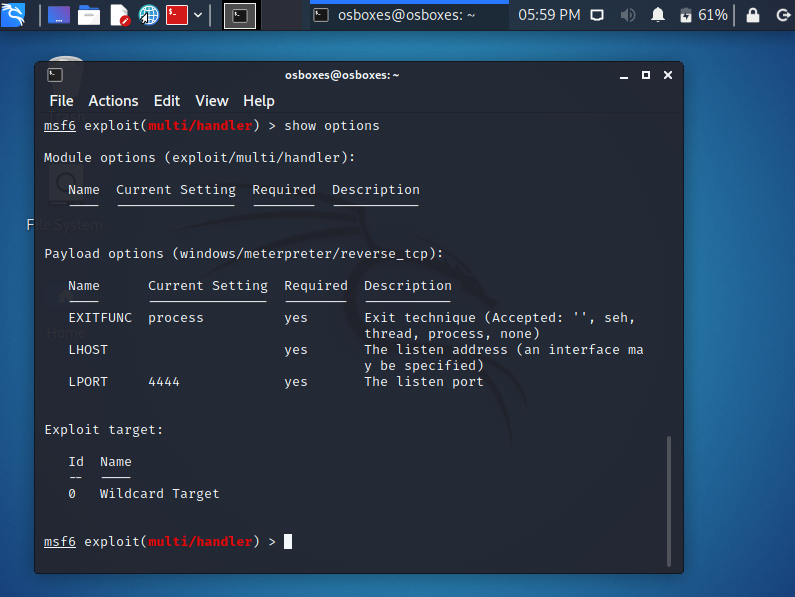 osboxes@osboxes: ~ 05:59 PM 61%
osboxes@osboxes:~
File Actions Edit View Help
msf6 exploit(multi/handler) > show options
Module options (exploit/multi/handler):
Name Current Setting Required Description
Payload options (windows/meterpreter/reverse_tcp):
Name Current Setting Required Description
EXITFUNC process yes Exit technique (Accepted: '', seh,
thread, process, none)
LHOST yes The listen address (an interface ma
y be specified)
LPORT 4444 yes The listen port
Exploit target:
Id Name
-- ----
0 Wildcard Target
msf6 exploit(multi/handler) >
File System
Home